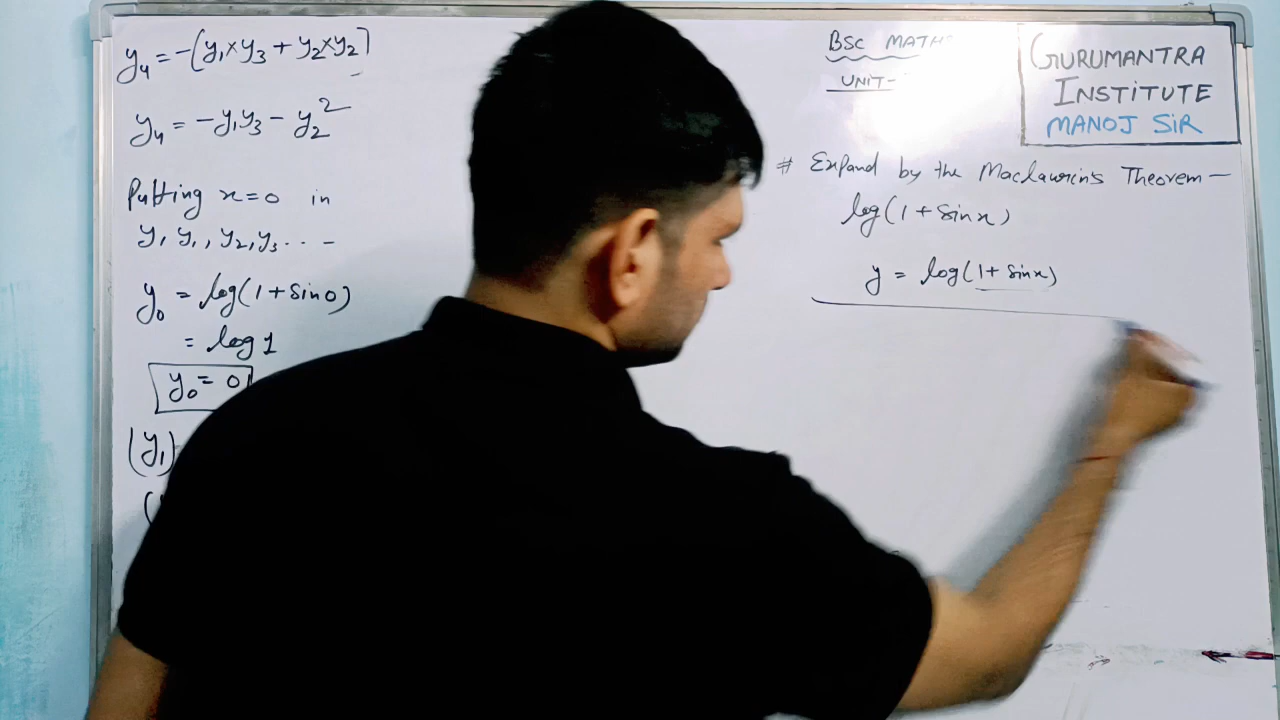 y₄ = -[y₁×y₃ + y₂×y₂]
y₄ = -y₁y₃ - y₂²
Putting x=0 in
y, y₁, y₂, y₃ - - - -
y₀ = log(1+sin0)
= log 1
y₀ = 0
(y₁)
(
BSc MATH
UNIT-
GURUMANTRA
INSTITUTE
MANOJ SIR
# Expand by the Maclaurin's Theorem —
log(1+sinx)
y = log(1+sinx)